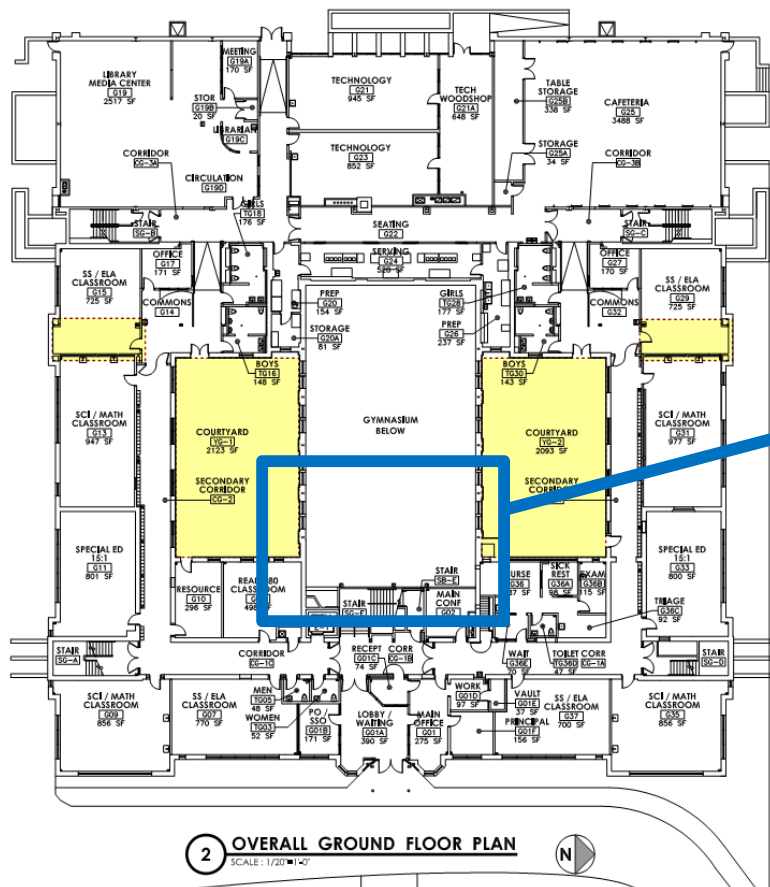 MEETING
G19A
170 SF
LIBRARY
MEDIA CENTER
G19
2517 SF
STOR
G19B
20 SF
LIBRARIAN
G19C
CIRCULATION
G19D
TECHNOLOGY
G21
945 SF
TECH
WOODSHOP
G21A
648 SF
TECHNOLOGY
G23
852 SF
TABLE
STORAGE
G25B
338 SF
CAFETERIA
G25
3488 SF
STORAGE
G25A
34 SF
CORRIDOR
CG-3A
CORRIDOR
CG-3B
GIRLS
TG18
176 SF
STAIR
SG-B
SEATING
G22
STAIR
SG-C
SERVING
G24
520 SF
OFFICE
G17
171 SF
OFFICE
G27
170 SF
SS / ELA
CLASSROOM
G15
725 SF
COMMONS
G14
PREP
G20
154 SF
STORAGE
G20A
81 SF
GIRLS
TG28
177 SF
PREP
G26
237 SF
COMMONS
G32
SS / ELA
CLASSROOM
G29
725 SF
BOYS
TG16
148 SF
BOYS
TG30
143 SF
SCI / MATH
CLASSROOM
G13
947 SF
COURTYARD
YG-1
2123 SF
GYMNASIUM
BELOW
COURTYARD
YG-2
2093 SF
SCI / MATH
CLASSROOM
G31
977 SF
SECONDARY
CORRIDOR
CG-2
SECONDARY
SPECIAL ED
15:1
G11
801 SF
SPECIAL ED
15:1
G33
800 SF
RESOURCE
G10
296 SF
CLASSROOM
STAIR
SB-E
STAIR
MAIN
CONF
G02
G36
SICK
REST
G36A
98 SF
EXAM
G36B
115 SF
TRIAGE
G36C
92 SF
STAIR
SG-A
CORRIDOR
CG-1C
RECEPT
G01C
74 SF
CORR
CG-1B
WAIT
G36E
70 SF
TOILET
TG36D
47 SF
CORR
CG-1A
STAIR
SG-D
SCI / MATH
CLASSROOM
G09
856 SF
SS / ELA
CLASSROOM
G07
770 SF
MEN
TG05
48 SF
WOMEN
TG03
52 SF
PO /
SSO
G01B
171 SF
LOBBY /
WAITING
G01A
390 SF
MAIN
OFFICE
G01
275 SF
WORK
G01D
97 SF
VAULT
G01E
37 SF
PRINCIPAL
G01F
156 SF
SS / ELA
CLASSROOM
G37
700 SF
SCI / MATH
CLASSROOM
G35
856 SF
2 OVERALL GROUND FLOOR PLAN
SCALE : 1/20"=1'-0"
N